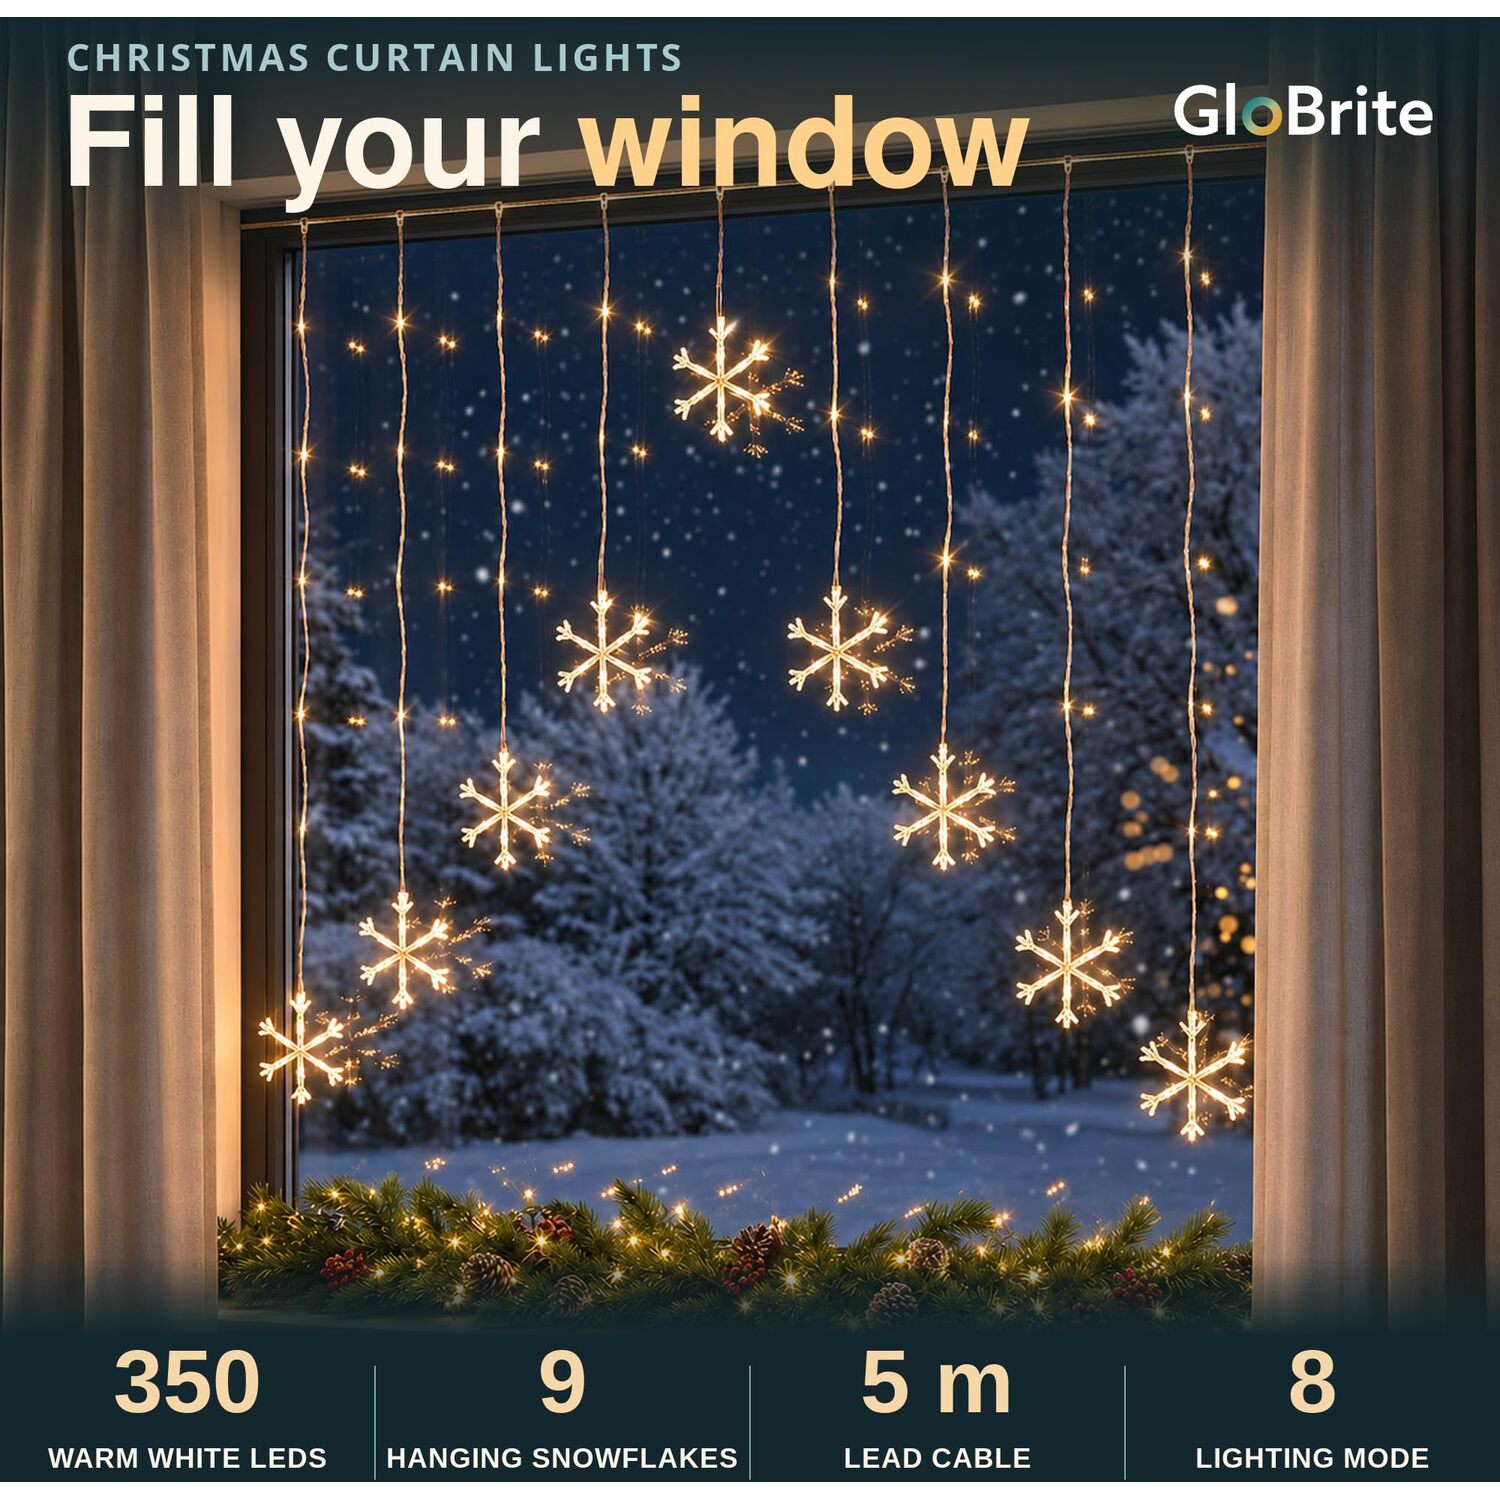 CHRISTMAS CURTAIN LIGHTS
Fill your window
GloBrite
350
WARM WHITE LEDS
9
HANGING SNOWFLAKES
5 m
LEAD CABLE
8
LIGHTING MODE